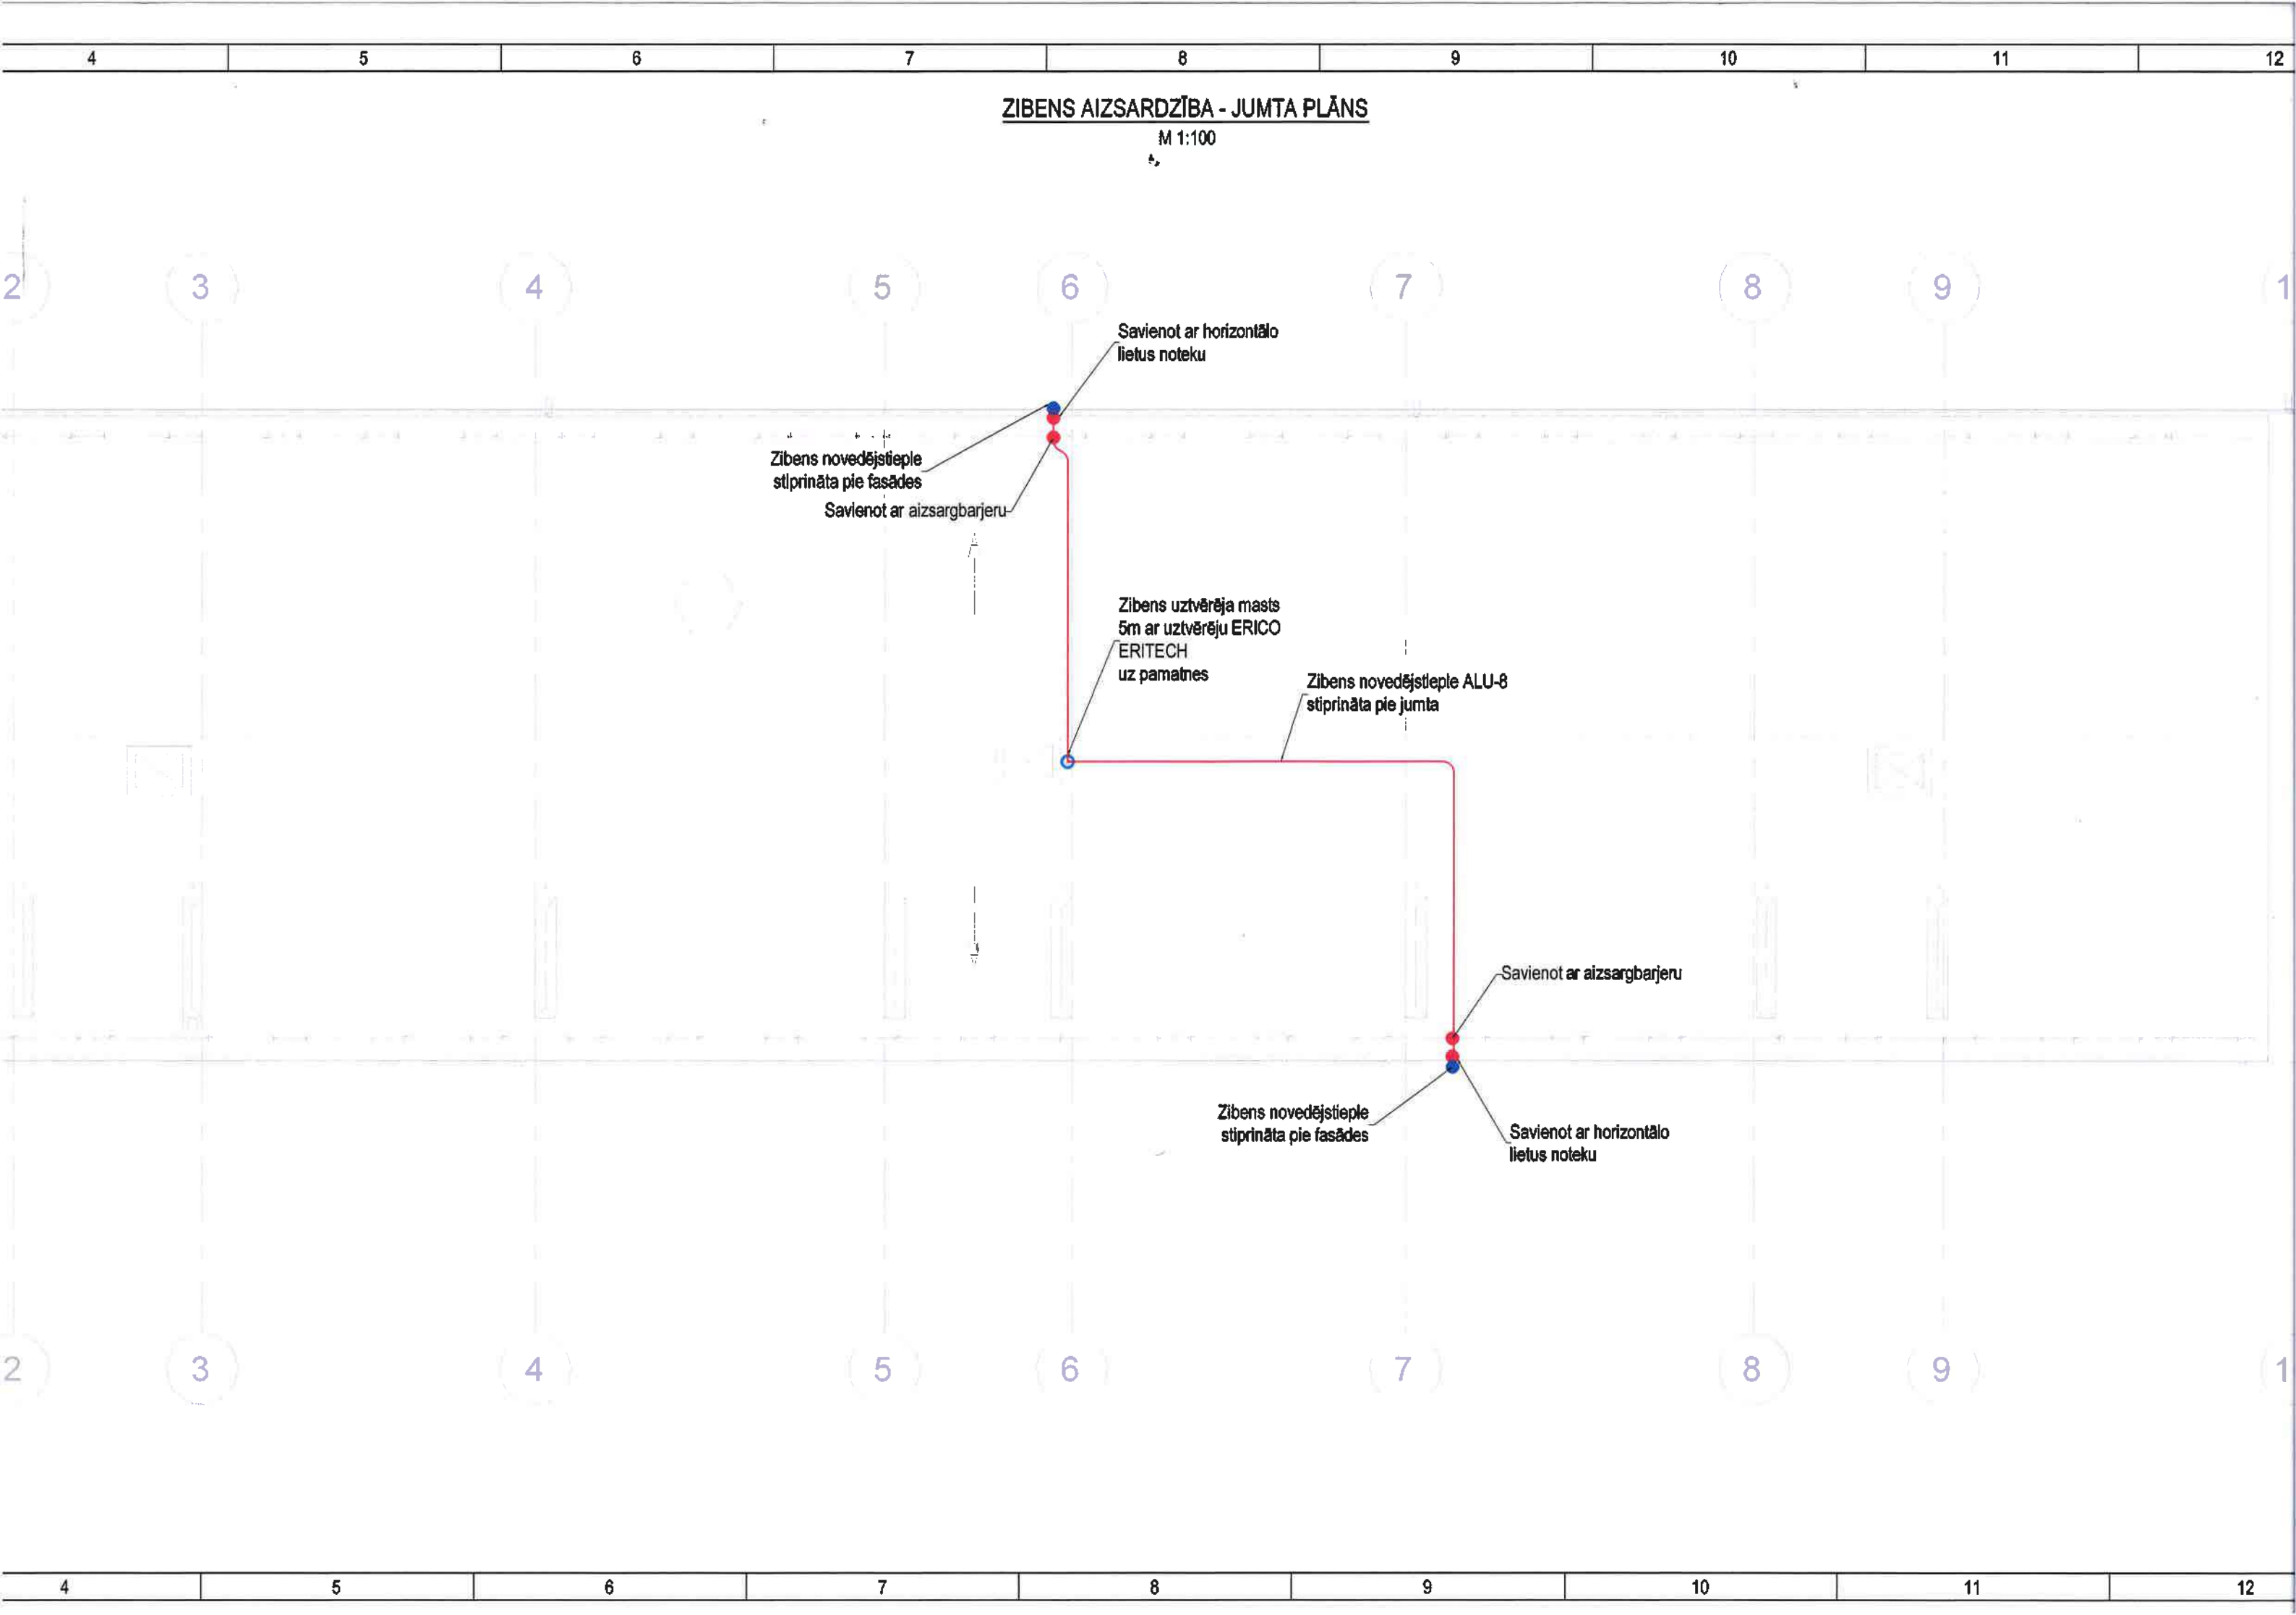 4 5 6 7 8 9 10 11 12
ZIBENS AIZSARDZĪBA - JUMTA PLĀNS
M 1:100
2 3 4 5 6 7 8 9 1
Savienot ar horizontālo
lietus noteku
Zibens novedējstieple
stiprināta pie fasādes
Savienot ar aizsargbarjeru
Zibens uztvērēja masts
5m ar uztvērēju ERICO
ERITECH
uz pamatnes
Zibens novedējstieple ALU-8
stiprināta pie jumta
Savienot ar aizsargbarjeru
Zibens novedējstieple
stiprināta pie fasādes
Savienot ar horizontālo
lietus noteku
2 3 4 5 6 7 8 9 1
4 5 6 7 8 9 10 11 12